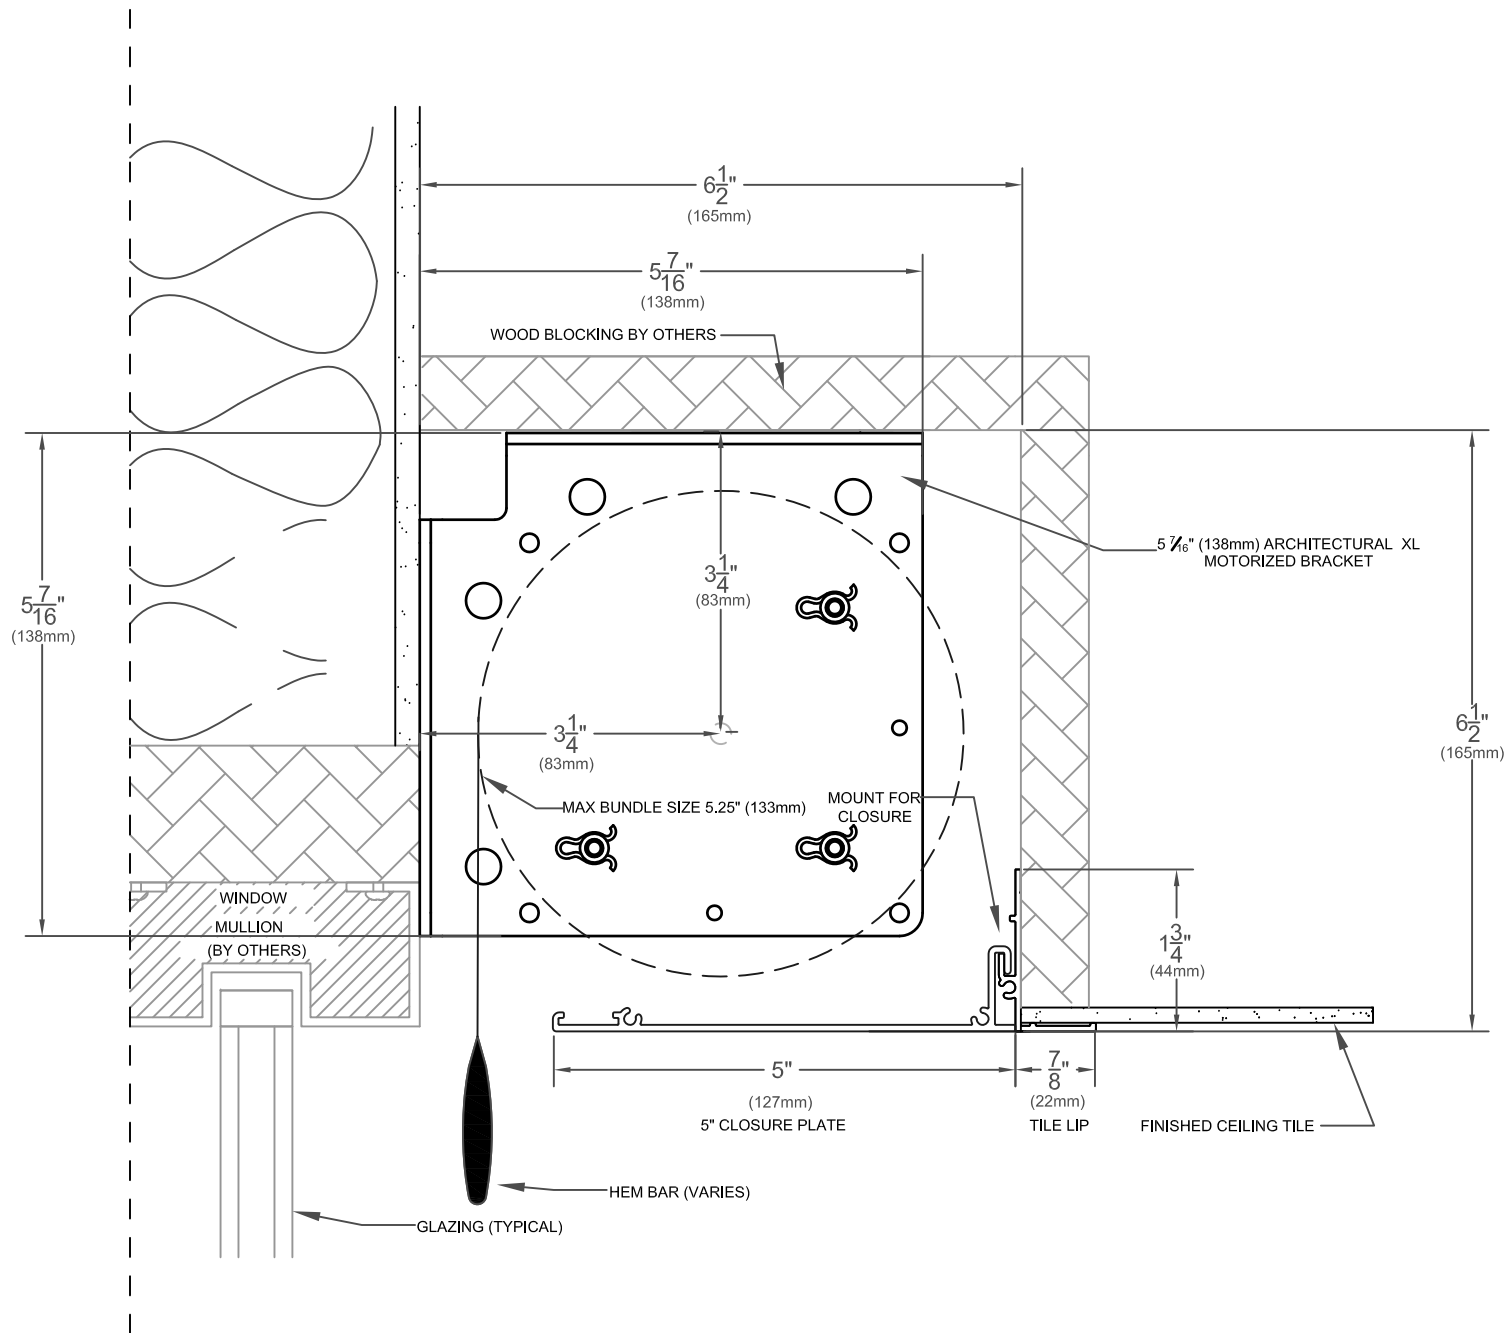 6 1/2"
(165mm)
5 7/16"
(138mm)
WOOD BLOCKING BY OTHERS
5 7/16" (138mm) ARCHITECTURAL XL
MOTORIZED BRACKET
3 1/4"
(83mm)
5 7/16"
(138mm)
3 1/4"
(83mm)
6 1/2"
(165mm)
MAX BUNDLE SIZE 5.25" (133mm)
MOUNT FOR
CLOSURE
WINDOW
MULLION
(BY OTHERS)
1 3/4"
(44mm)
5"
(127mm)
5" CLOSURE PLATE
7/8"
(22mm)
TILE LIP
FINISHED CEILING TILE
HEM BAR (VARIES)
GLAZING (TYPICAL)